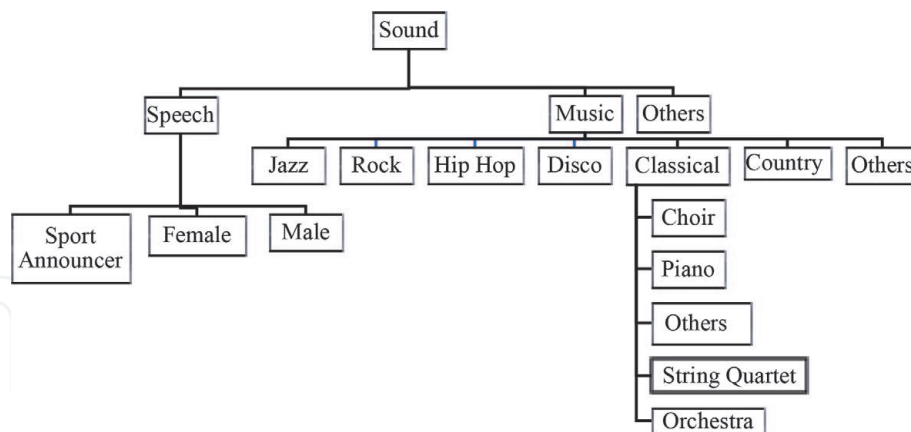 Sound
Speech
Music
Others
Jazz
Rock
Hip Hop
Disco
Classical
Country
Others
Sport
Announcer
Female
Male
Choir
Piano
Others
String Quartet
Orchestra